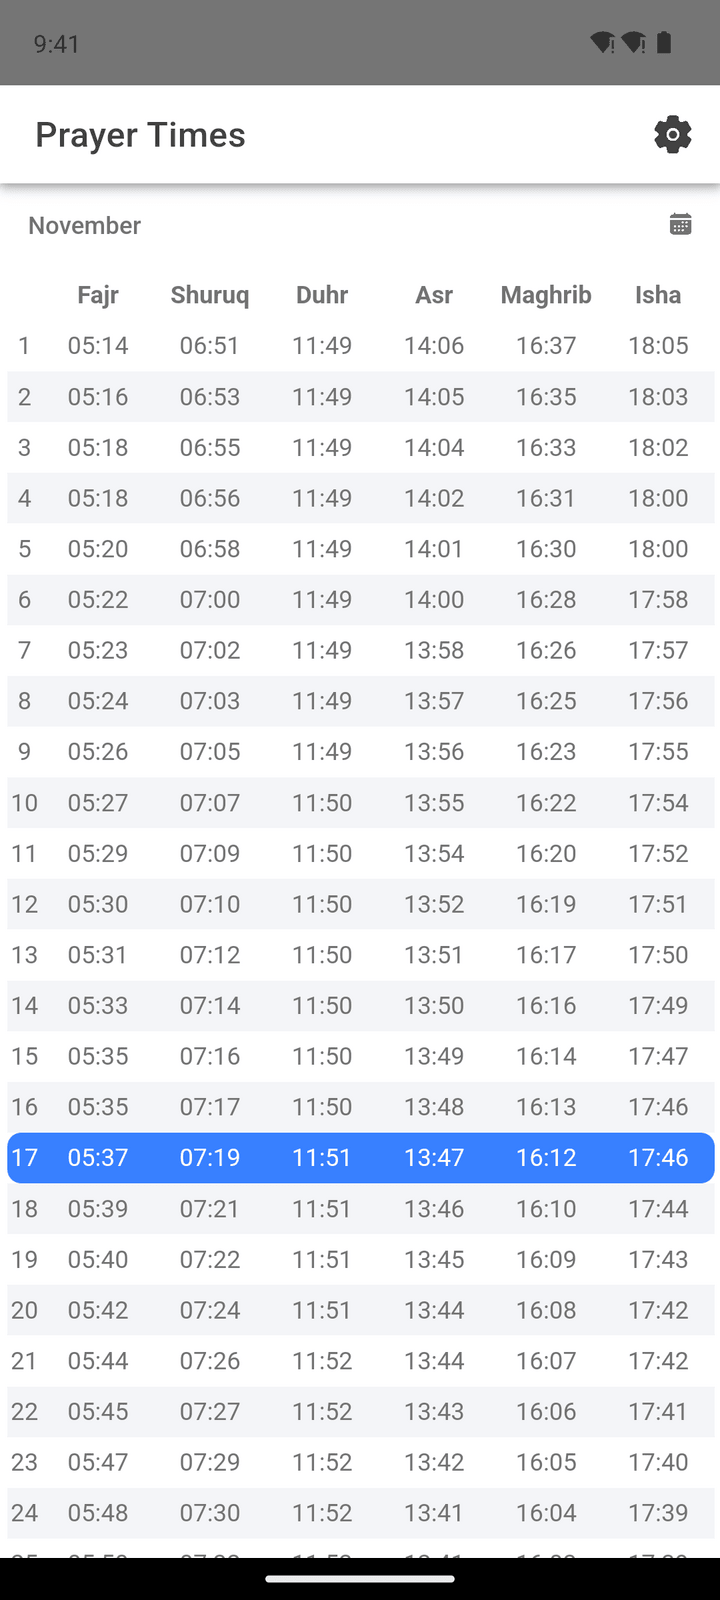 9:41
Prayer Times
November
Fajr Shuruq Duhr Asr Maghrib Isha
1 05:14 06:51 11:49 14:06 16:37 18:05
2 05:16 06:53 11:49 14:05 16:35 18:03
3 05:18 06:55 11:49 14:04 16:33 18:02
4 05:18 06:56 11:49 14:02 16:31 18:00
5 05:20 06:58 11:49 14:01 16:30 18:00
6 05:22 07:00 11:49 14:00 16:28 17:58
7 05:23 07:02 11:49 13:58 16:26 17:57
8 05:24 07:03 11:49 13:57 16:25 17:56
9 05:26 07:05 11:49 13:56 16:23 17:55
10 05:27 07:07 11:50 13:55 16:22 17:54
11 05:29 07:09 11:50 13:54 16:20 17:52
12 05:30 07:10 11:50 13:52 16:19 17:51
13 05:31 07:12 11:50 13:51 16:17 17:50
14 05:33 07:14 11:50 13:50 16:16 17:49
15 05:35 07:16 11:50 13:49 16:14 17:47
16 05:35 07:17 11:50 13:48 16:13 17:46
17 05:37 07:19 11:51 13:47 16:12 17:46
18 05:39 07:21 11:51 13:46 16:10 17:44
19 05:40 07:22 11:51 13:45 16:09 17:43
20 05:42 07:24 11:51 13:44 16:08 17:42
21 05:44 07:26 11:52 13:44 16:07 17:42
22 05:45 07:27 11:52 13:43 16:06 17:41
23 05:47 07:29 11:52 13:42 16:05 17:40
24 05:48 07:30 11:52 13:41 16:04 17:39